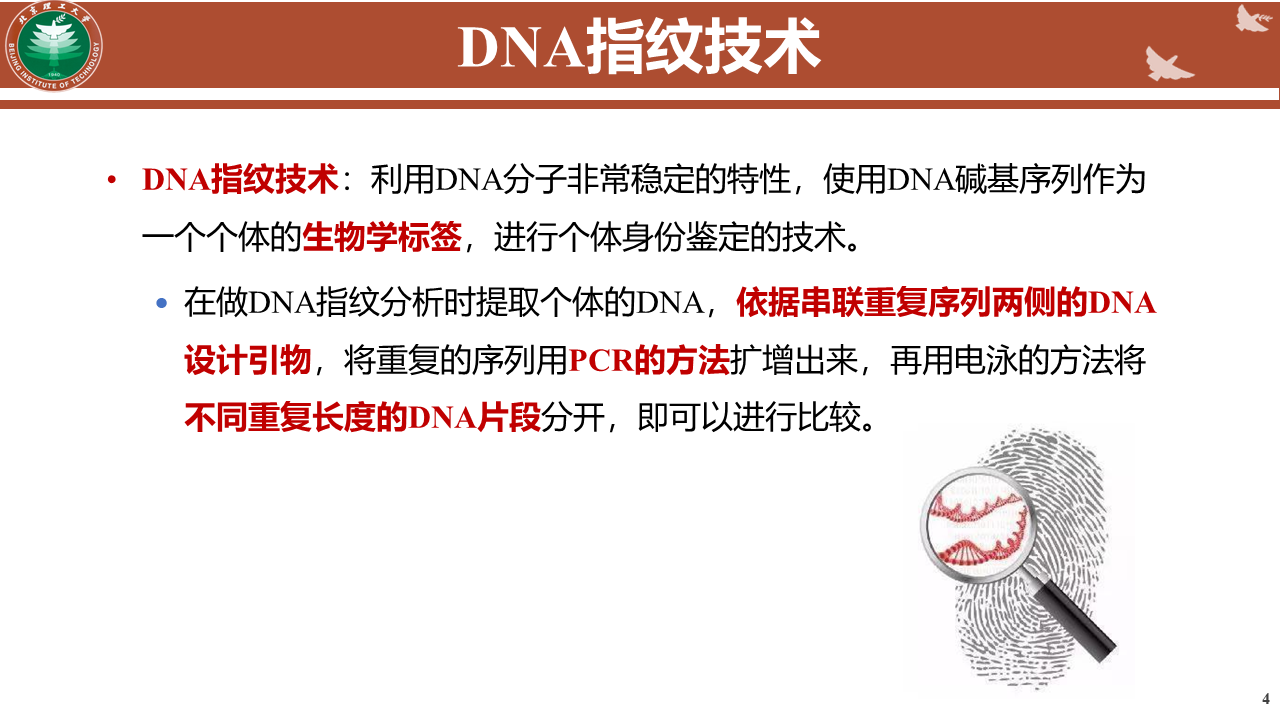 北京理工大学
BEIJING INSTITUTE OF TECHNOLOGY
1940
DNA指纹技术
• DNA指纹技术：利用DNA分子非常稳定的特性，使用DNA碱基序列作为
一个个体的生物学标签，进行个体身份鉴定的技术。
• 在做DNA指纹分析时提取个体的DNA，依据串联重复序列两侧的DNA
设计引物，将重复的序列用PCR的方法扩增出来，再用电泳的方法将
不同重复长度的DNA片段分开，即可以进行比较。
4